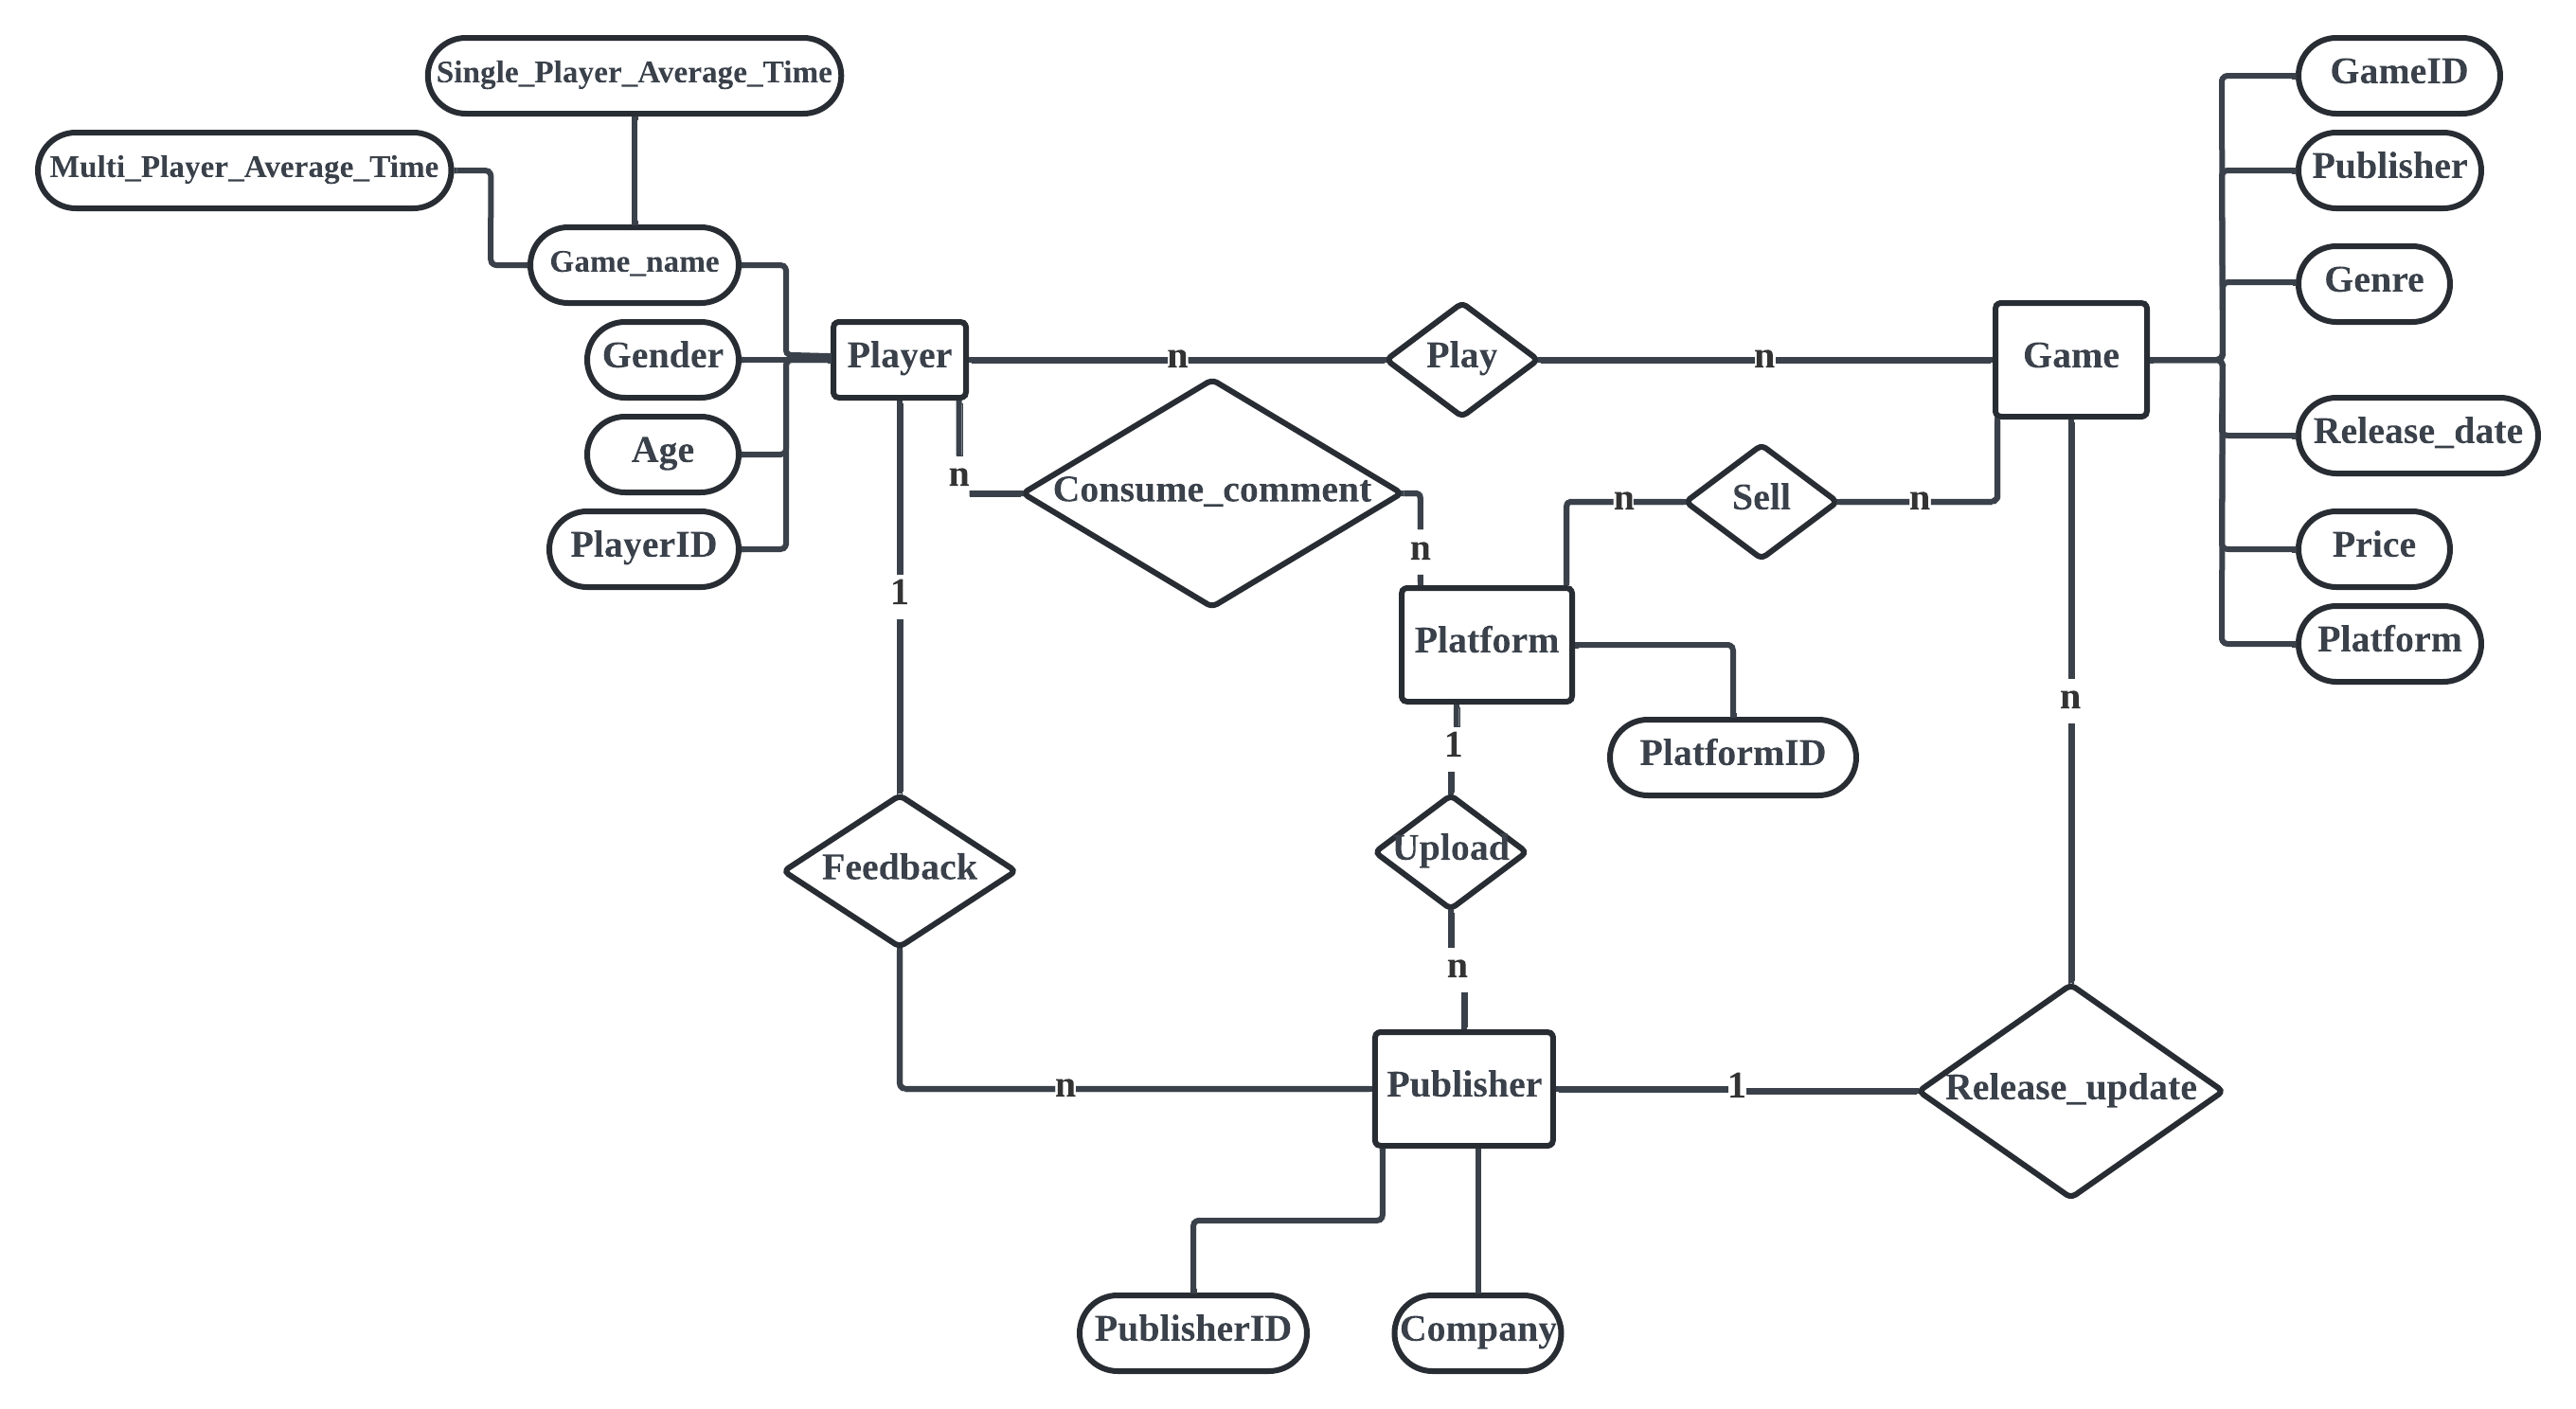 Single_Player_Average_Time
GameID
Multi_Player_Average_Time
Publisher
Game_name
Genre
Gender
Player
n
Play
n
Game
Age
Release_date
n
Consume_comment
n
Sell
n
PlayerID
n
Price
1
Platform
Platform
n
1
PlatformID
Feedback
Upload
n
n
Publisher
1
Release_update
PublisherID
Company